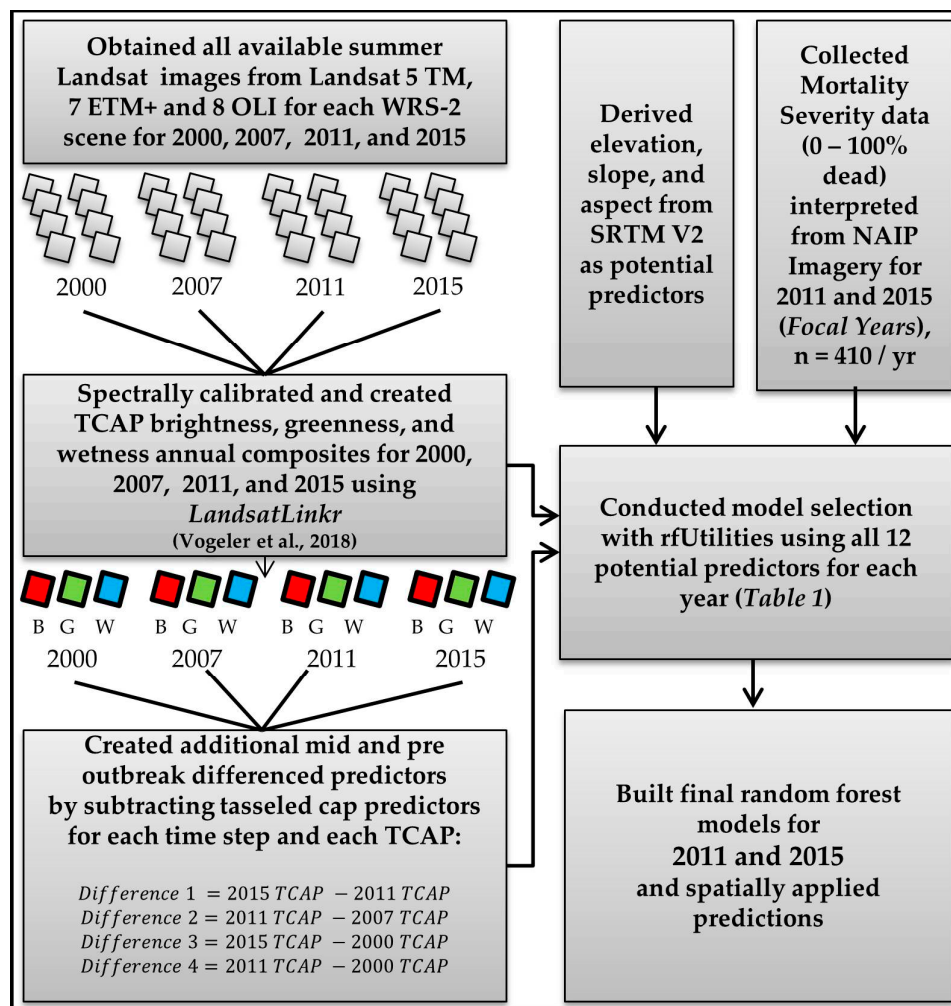 Obtained all available summer
Landsat images from Landsat 5 TM,
7 ETM+ and 8 OLI for each WRS-2
scene for 2000, 2007, 2011, and 2015
2000
2007
2011
2015
Spectrally calibrated and created
TCAP brightness, greenness, and
wetness annual composites for 2000,
2007, 2011, and 2015 using
LandsatLinkr
(Vogeler et al., 2018)
B G W
B G W
B G W
B G W
2000
2007
2011
2015
Created additional mid and pre
outbreak differenced predictors
by subtracting tasseled cap predictors
for each time step and each TCAP:
Difference 1 = 2015 TCAP − 2011 TCAP
Difference 2 = 2011 TCAP − 2007 TCAP
Difference 3 = 2015 TCAP − 2000 TCAP
Difference 4 = 2011 TCAP − 2000 TCAP
Derived
elevation,
slope, and
aspect from
SRTM V2
as potential
predictors
Collected
Mortality
Severity data
(0 – 100%
dead)
interpreted
from NAIP
Imagery for
2011 and 2015
(Focal Years),
n = 410 / yr
Conducted model selection
with rfUtilities using all 12
potential predictors for each
year (Table 1)
Built final random forest
models for
2011 and 2015
and spatially applied
predictions